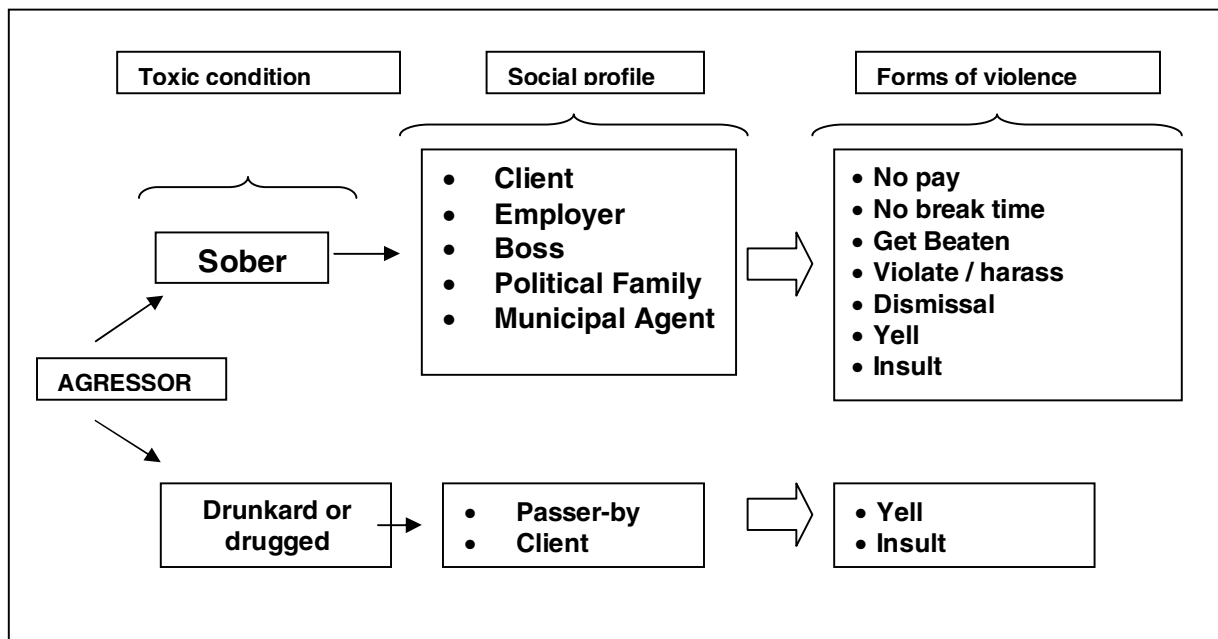 Toxic condition
Social profile
Forms of violence
• Client
• Employer
• Boss
• Political Family
• Municipal Agent
• No pay
• No break time
• Get Beaten
• Violate / harass
• Dismissal
• Yell
• Insult
Sober
AGRESSOR
Drunkard or
drugged
• Passer-by
• Client
• Yell
• Insult